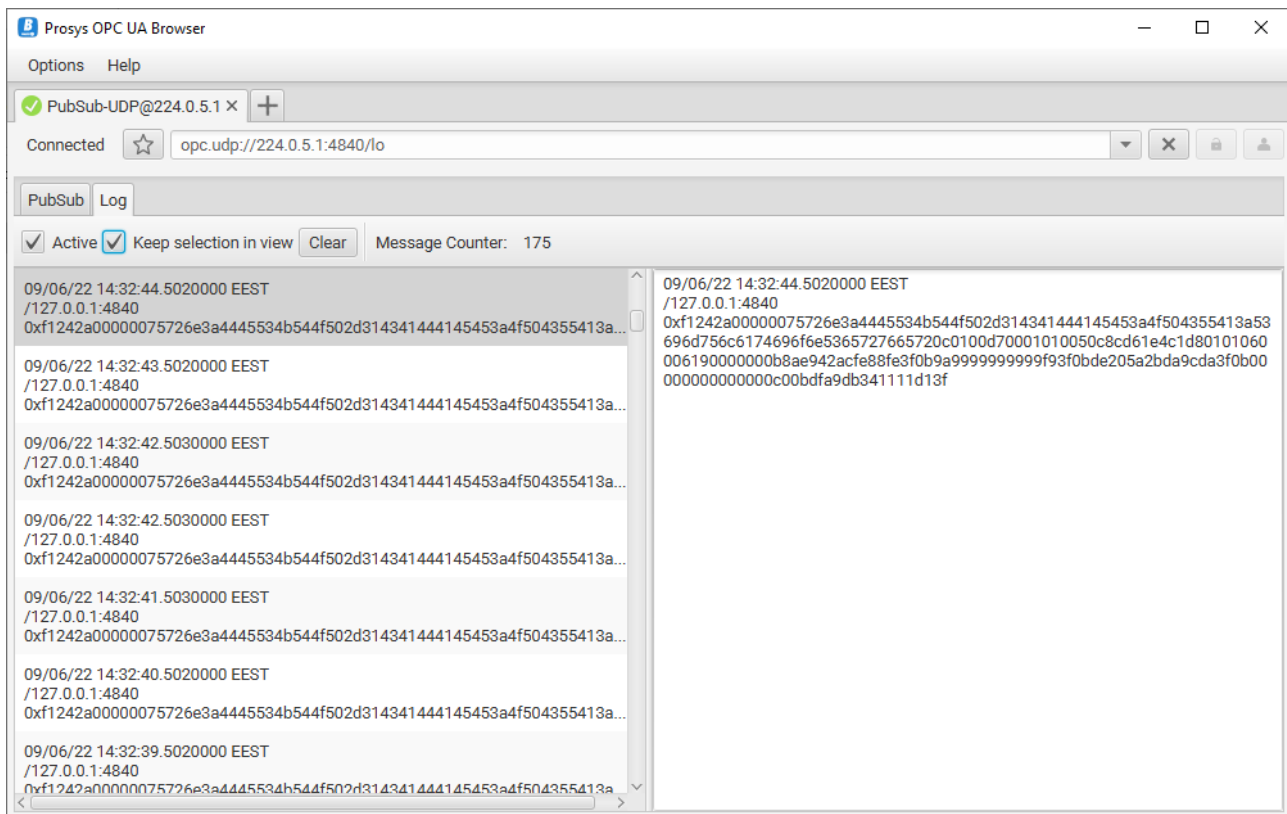 Prosys OPC UA Browser
Options Help
PubSub-UDP@224.0.5.1
Connected opc.udp://224.0.5.1:4840/lo
PubSub Log
Active Keep selection in view Clear Message Counter: 175
09/06/22 14:32:44.5020000 EEST
/127.0.0.1:4840
0xf1242a00000075726e3a4445534b544f502d314341444145453a4f504355413a...
09/06/22 14:32:43.5020000 EEST
/127.0.0.1:4840
0xf1242a00000075726e3a4445534b544f502d314341444145453a4f504355413a...
09/06/22 14:32:42.5030000 EEST
/127.0.0.1:4840
0xf1242a00000075726e3a4445534b544f502d314341444145453a4f504355413a...
09/06/22 14:32:42.5030000 EEST
/127.0.0.1:4840
0xf1242a00000075726e3a4445534b544f502d314341444145453a4f504355413a...
09/06/22 14:32:41.5030000 EEST
/127.0.0.1:4840
0xf1242a00000075726e3a4445534b544f502d314341444145453a4f504355413a...
09/06/22 14:32:40.5020000 EEST
/127.0.0.1:4840
0xf1242a00000075726e3a4445534b544f502d314341444145453a4f504355413a...
09/06/22 14:32:39.5020000 EEST
/127.0.0.1:4840
0xf1242a00000075726e3a4445534b544f502d314341444145453a4f504355413a
09/06/22 14:32:44.5020000 EEST
/127.0.0.1:4840
0xf1242a00000075726e3a4445534b544f502d314341444145453a4f504355413a53
696d756c6174696f6e5365727665720c0100d70001010050c8cd61e4c1d80101060
006190000000b8ae942acfe88fe3f0b9a9999999999f93f0bde205a2bda9cda3f0b00
000000000000c00bdfa9db341111d13f